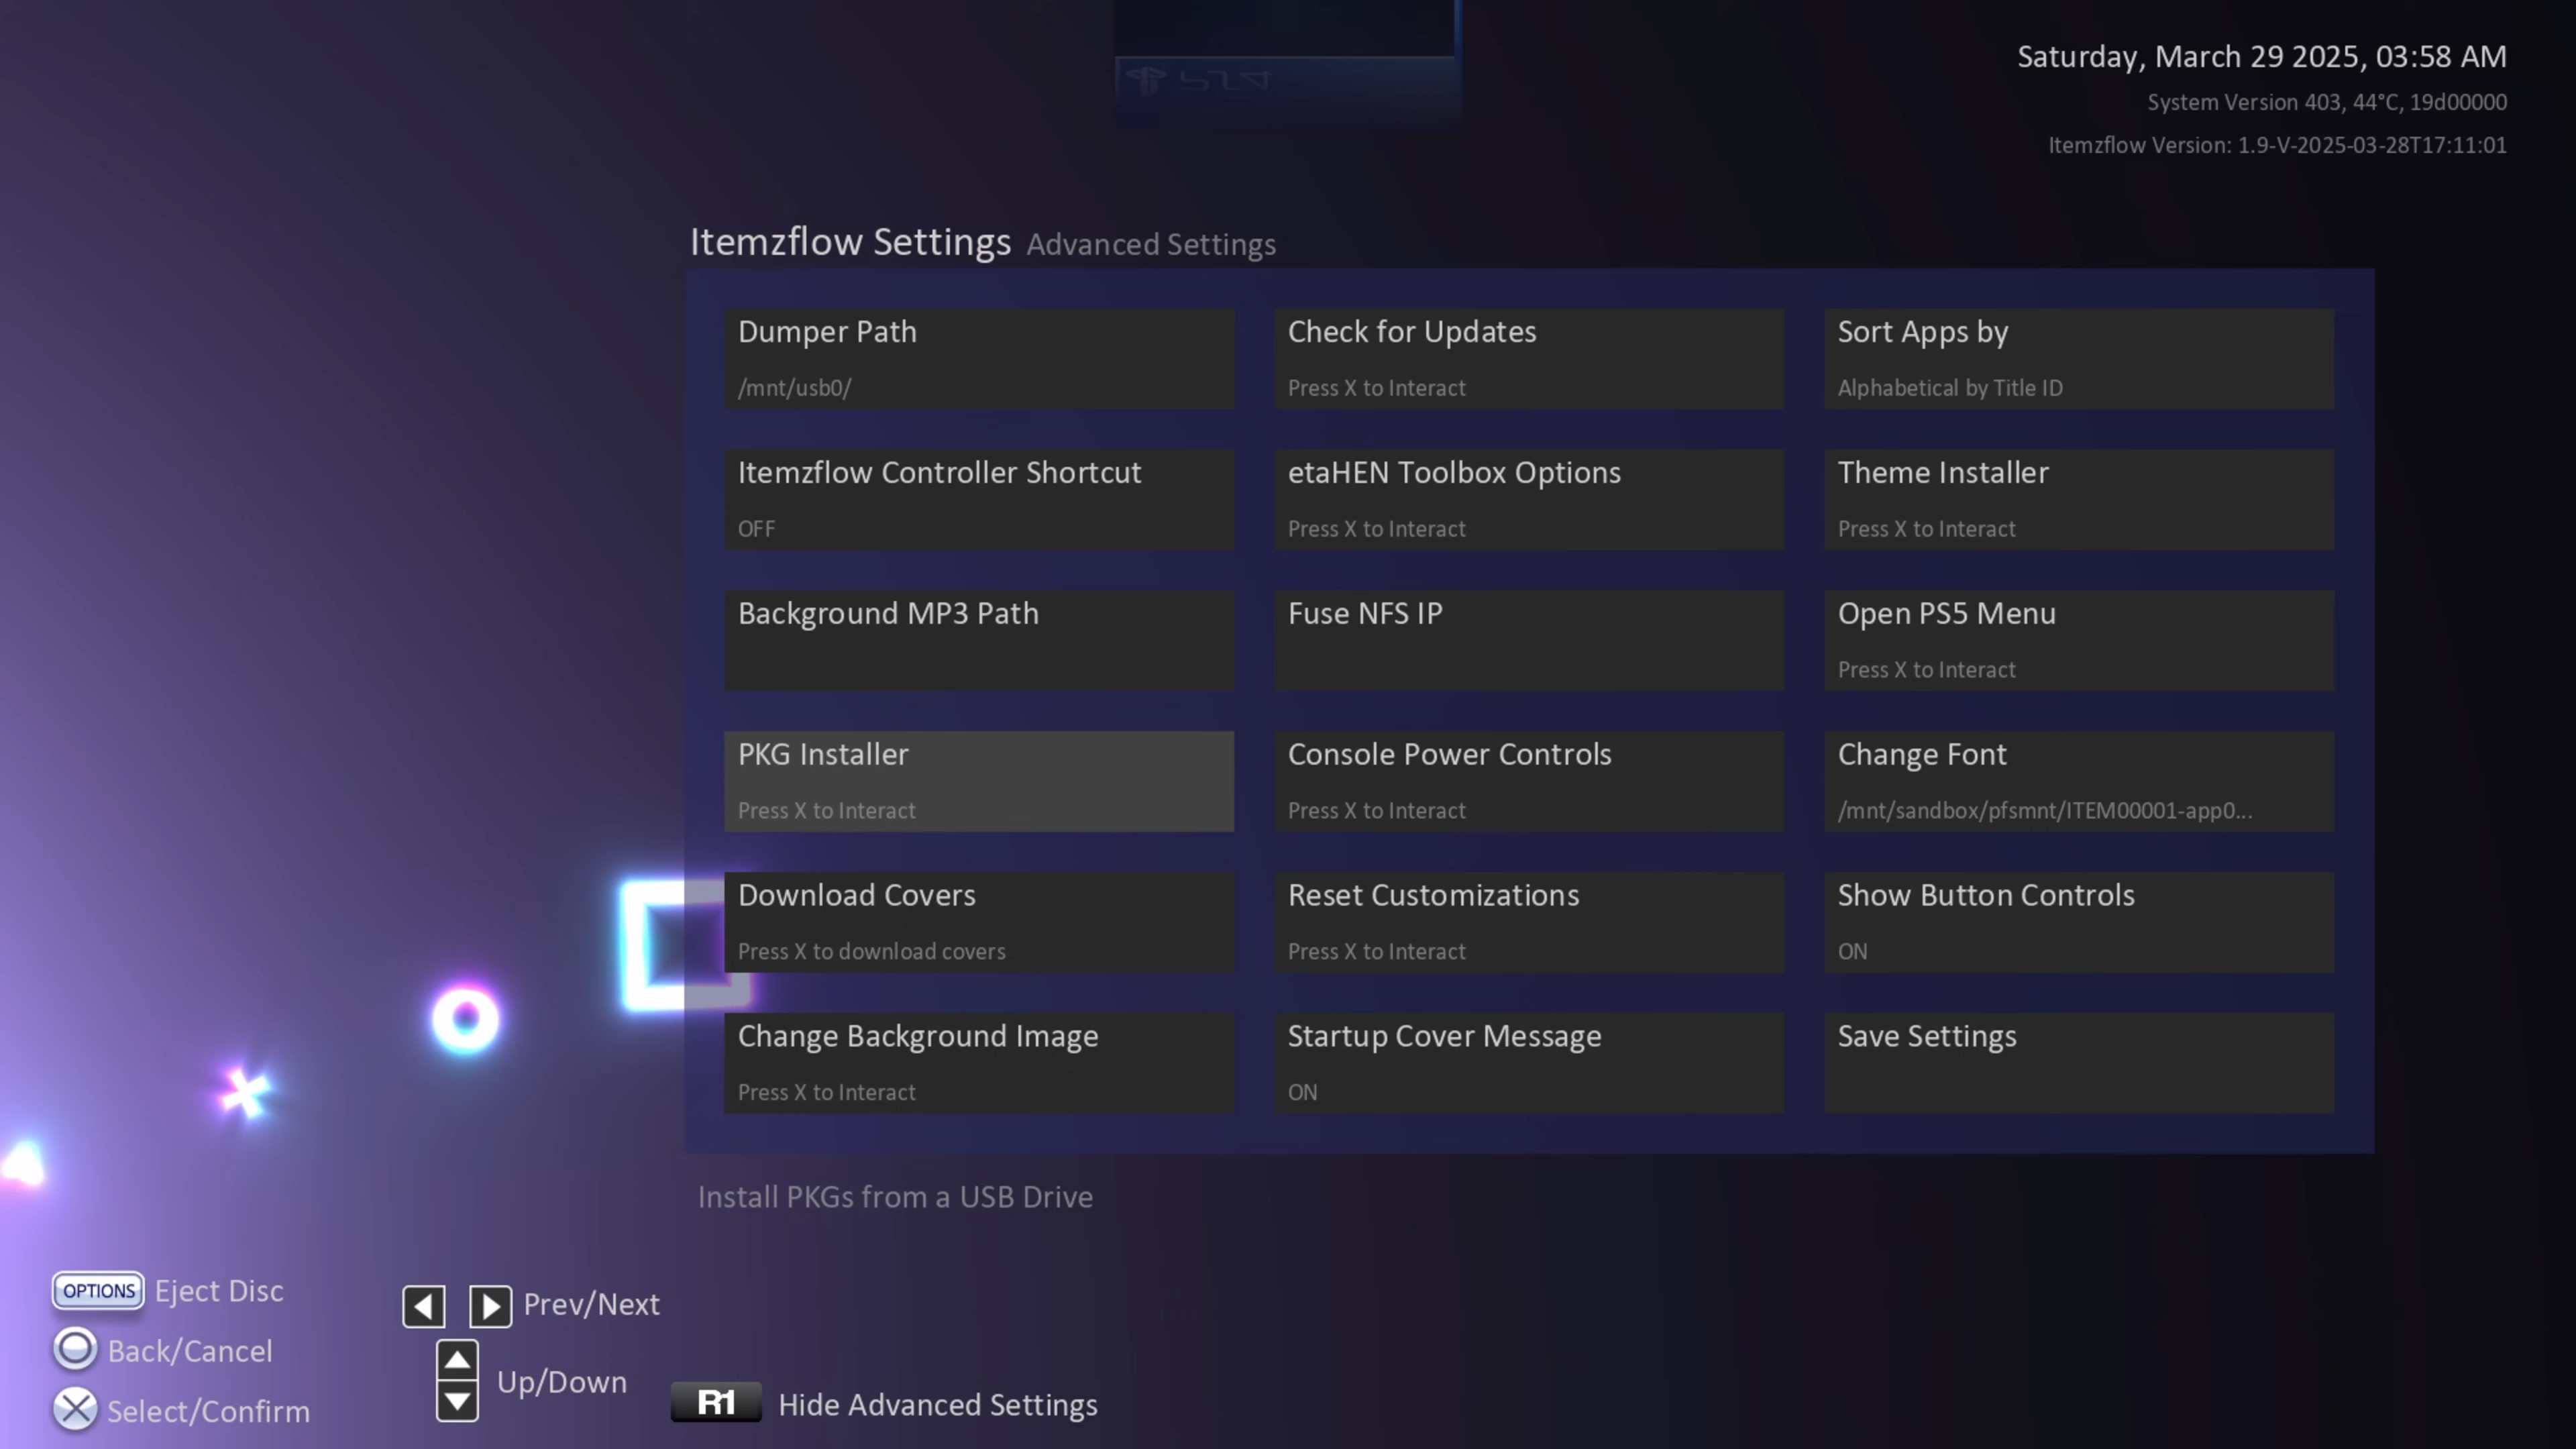 Saturday, March 29 2025, 03:58 AM
System Version 403, 44°C, 19d00000
Itemzflow Version: 1.9-V-2025-03-28T17:11:01
Itemzflow Settings Advanced Settings
Dumper Path
/mnt/usb0/
Check for Updates
Press X to Interact
Sort Apps by
Alphabetical by Title ID
Itemzflow Controller Shortcut
OFF
etaHEN Toolbox Options
Press X to Interact
Theme Installer
Press X to Interact
Background MP3 Path
Fuse NFS IP
Open PS5 Menu
Press X to Interact
PKG Installer
Press X to Interact
Console Power Controls
Press X to Interact
Change Font
/mnt/sandbox/pfsmnt/ITEM00001-app0...
Download Covers
Press X to download covers
Reset Customizations
Press X to Interact
Show Button Controls
ON
Change Background Image
Press X to Interact
Startup Cover Message
ON
Save Settings
Install PKGs from a USB Drive
OPTIONS Eject Disc
Back/Cancel
Select/Confirm
Prev/Next
Up/Down
R1 Hide Advanced Settings